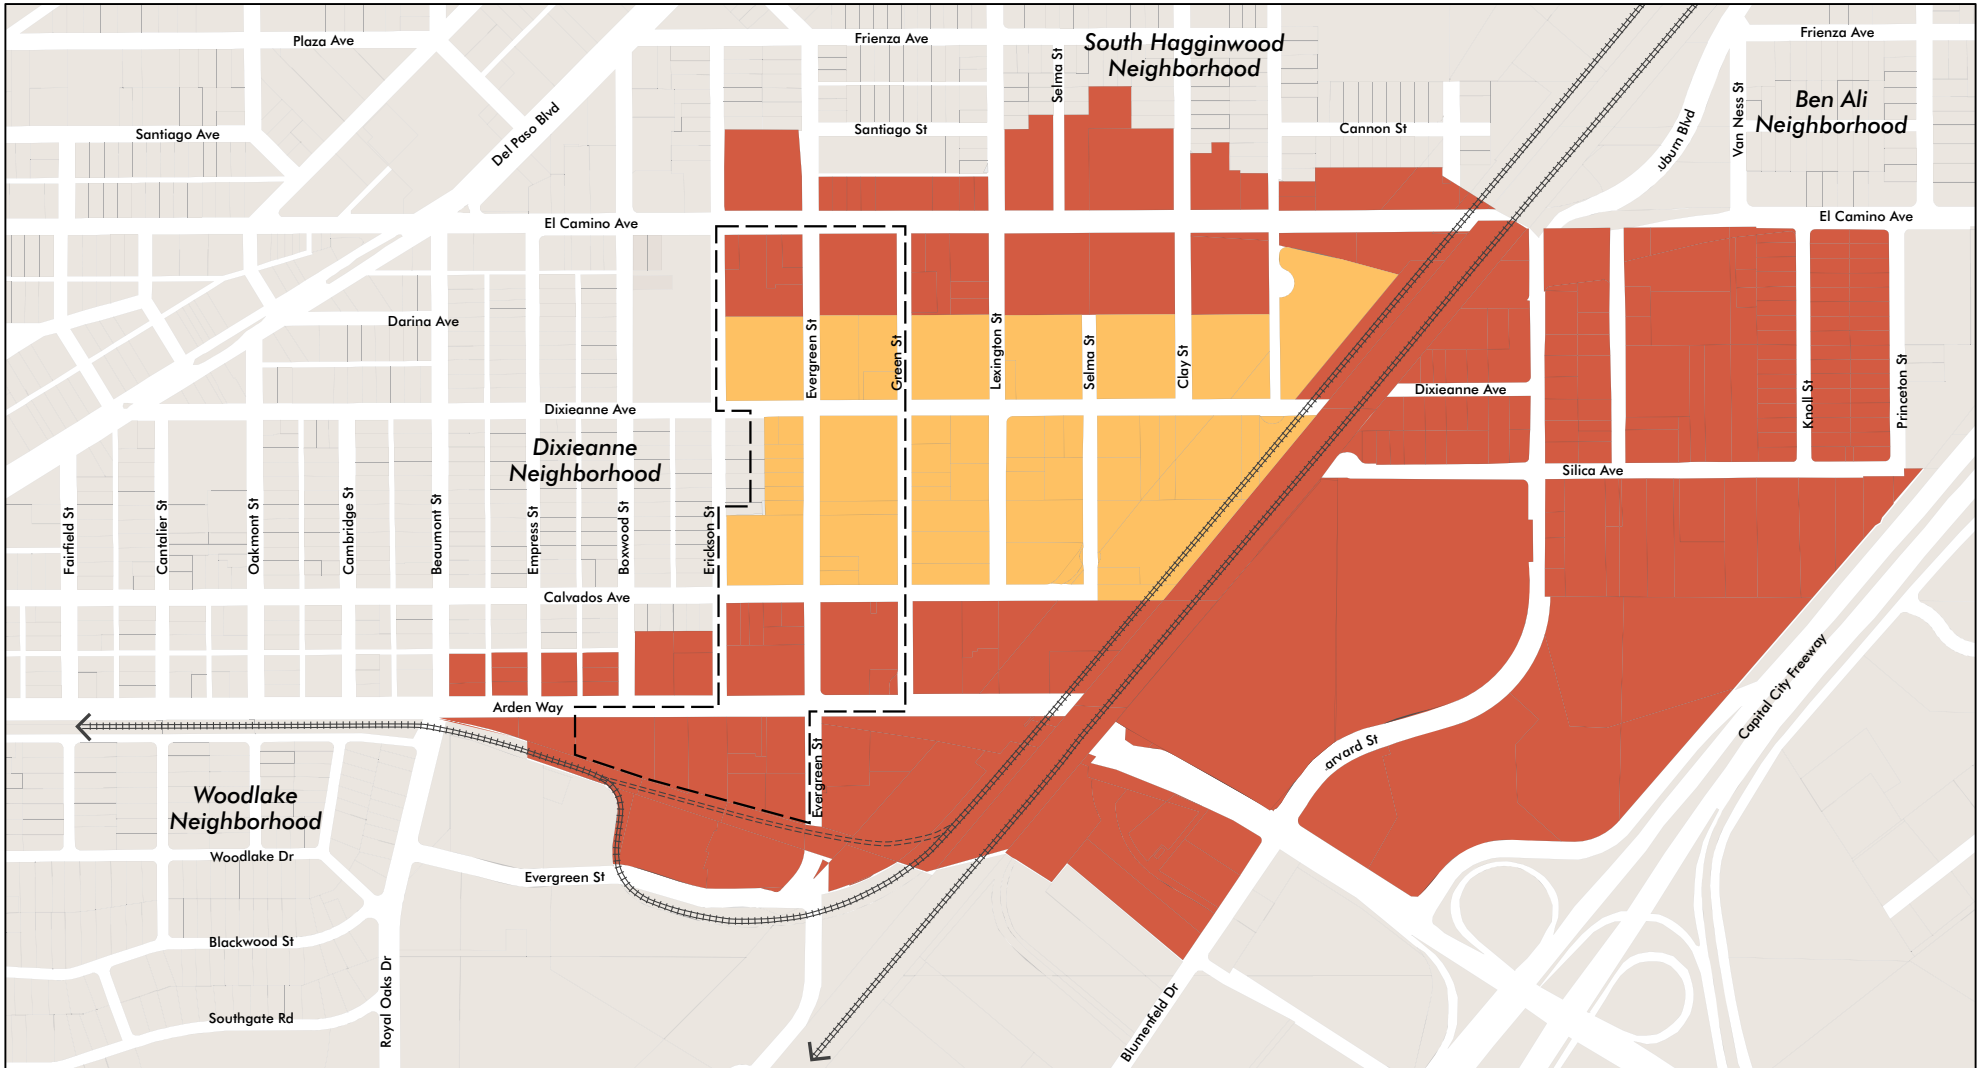 Plaza Ave
Frienza Ave
South Hagginwood
Neighborhood
Frienza Ave
Selma St
Santiago Ave
Del Paso Blvd
Santiago St
Cannon St
uburn Blvd
Van Ness St
Ben Ali
Neighborhood
El Camino Ave
El Camino Ave
Darina Ave
Evergreen St
Green St
Lexington St
Selma St
Clay St
Dixieanne Ave
Dixieanne Ave
Knoll St
Princeton St
Dixieanne
Neighborhood
Silica Ave
Fairfield St
Cantalier St
Oakmont St
Cambridge St
Beaumont St
Empress St
Boxwood St
Erickson St
Calvados Ave
Arden Way
Capital City Freeway
arvard St
Evergreen St
Woodlake
Neighborhood
Woodlake Dr
Evergreen St
Blackwood St
Royal Oaks Dr
Southgate Rd
Blumenfeld Dr